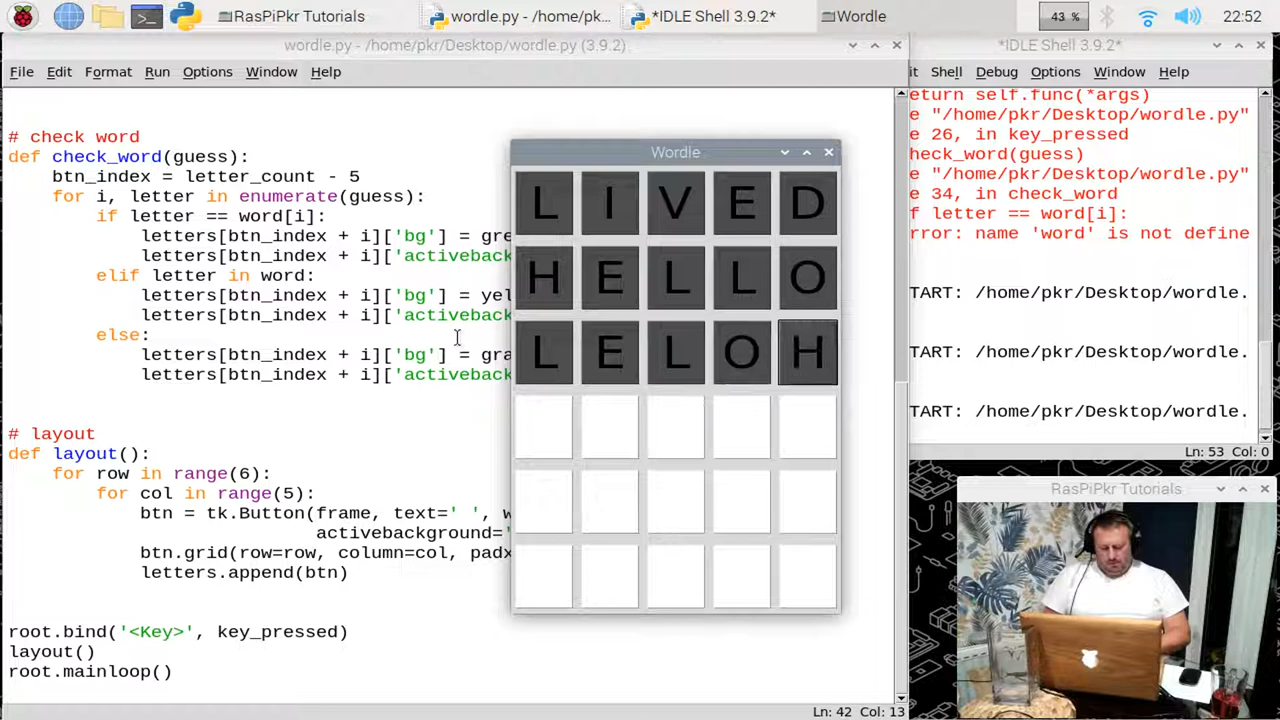 RasPiPkr Tutorials
wordle.py - /home/pk...
*IDLE Shell 3.9.2*
Wordle
43 %
22:52
wordle.py - /home/pkr/Desktop/wordle.py (3.9.2)
File Edit Format Run Options Window Help
# check word
def check_word(guess):
btn_index = letter_count - 5
for i, letter in enumerate(guess):
if letter == word[i]:
letters[btn_index + i]['bg'] = gre
letters[btn_index + i]['activeback
elif letter in word:
letters[btn_index + i]['bg'] = yel
letters[btn_index + i]['activeback
else:
letters[btn_index + i]['bg'] = gra
letters[btn_index + i]['activeback
# layout
def layout():
for row in range(6):
for col in range(5):
btn = tk.Button(frame, text=' ', w
activebackground='
btn.grid(row=row, column=col, padx
letters.append(btn)
root.bind('<Key>', key_pressed)
layout()
root.mainloop()
Ln: 42 Col: 13
Wordle
L I V E D
H E L L O
L E L O H
*IDLE Shell 3.9.2*
it Shell Debug Options Window Help
eturn self.func(*args)
e "/home/pkr/Desktop/wordle.py"
e 26, in key_pressed
heck_word(guess)
e "/home/pkr/Desktop/wordle.py"
e 34, in check_word
f letter == word[i]:
rror: name 'word' is not define
TART: /home/pkr/Desktop/wordle.
TART: /home/pkr/Desktop/wordle.
TART: /home/pkr/Desktop/wordle.
Ln: 53 Col: 0
RasPiPkr Tutorials